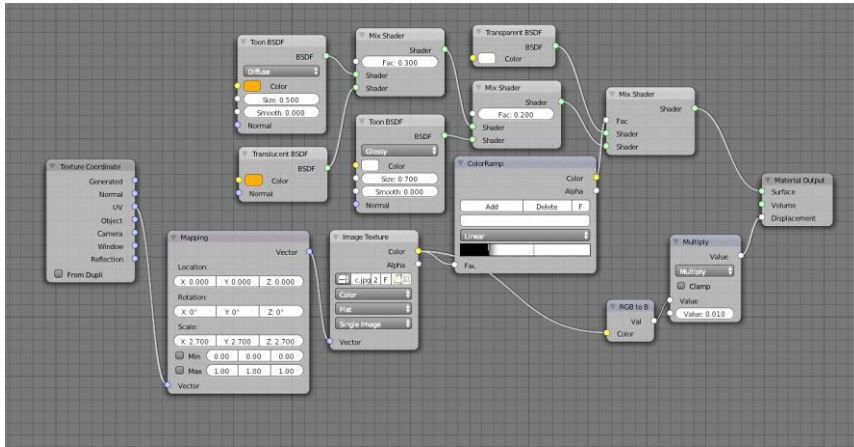 Toon BSDF
BSDF
Diffuse
Color
Size: 0.500
Smooth: 0.000
Normal
Translucent BSDF
BSDF
Color
Normal
Mix Shader
Shader
Fac: 0.300
Shader
Shader
Toon BSDF
BSDF
Glossy
Color
Size: 0.700
Smooth: 0.000
Normal
Transparent BSDF
BSDF
Color
Mix Shader
Shader
Fac: 0.200
Shader
Shader
Mix Shader
Shader
Fac
Shader
Shader
Texture Coordinate
Generated
Normal
UV
Object
Camera
Window
Reflection
From Dupli
Mapping
Vector
Location:
X: 0.000 Y: 0.000 Z: 0.000
Rotation:
X: 0° Y: 0° Z: 0°
Scale:
X: 2.700 Y: 2.700 Z: 2.700
Min 0.00 0.00 0.00
Max 1.00 1.00 1.00
Vector
Image Texture
Color
Alpha
c.jpg 2 F
Color
Flat
Single Image
Vector
ColorRamp
Color
Alpha
Add Delete F
Linear
Fac
RGB to B
Val
Color
Multiply
Value
Multiply
Clamp
Value
Value: 0.010
Material Output
Surface
Volume
Displacement